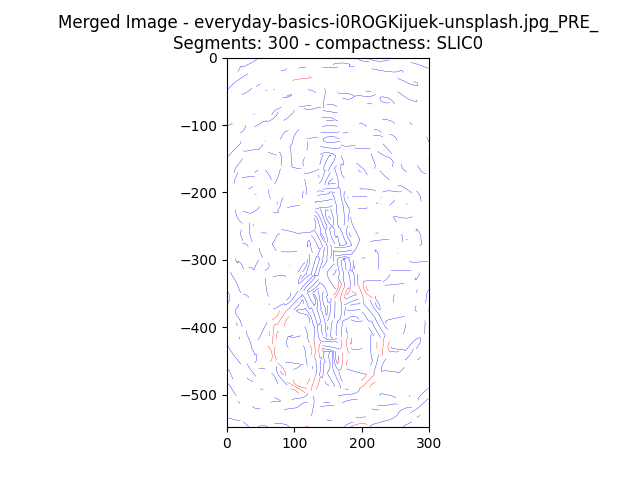 Merged Image - everyday-basics-i0ROGKijuek-unsplash.jpg_PRE_
Segments: 300 - compactness: SLIC0
0
−100
−200
−300
−400
−500
0 100 200 300